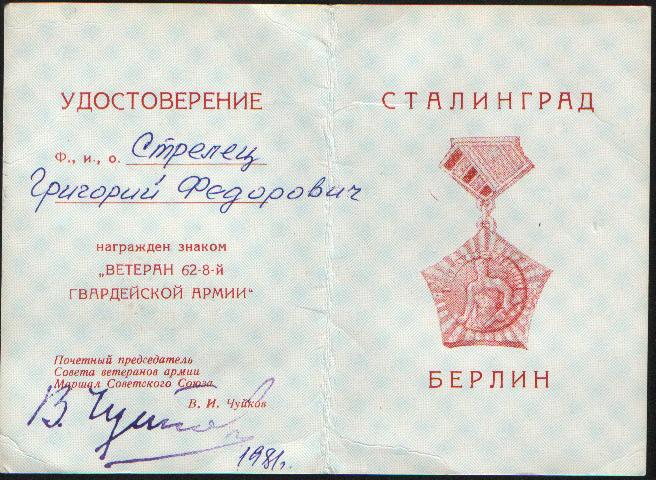 УДОСТОВЕРЕНИЕ
Ф., и., о. Стрелец
Григорий Федорович
награжден знаком
„ВЕТЕРАН 62-8-й
ГВАРДЕЙСКОЙ АРМИИ“
Почетный председатель
Совета ветеранов армии
Маршал Советского Союза
В. И. Чуйков
В. Чуйков
1981г.
СТАЛИНГРАД
БЕРЛИН